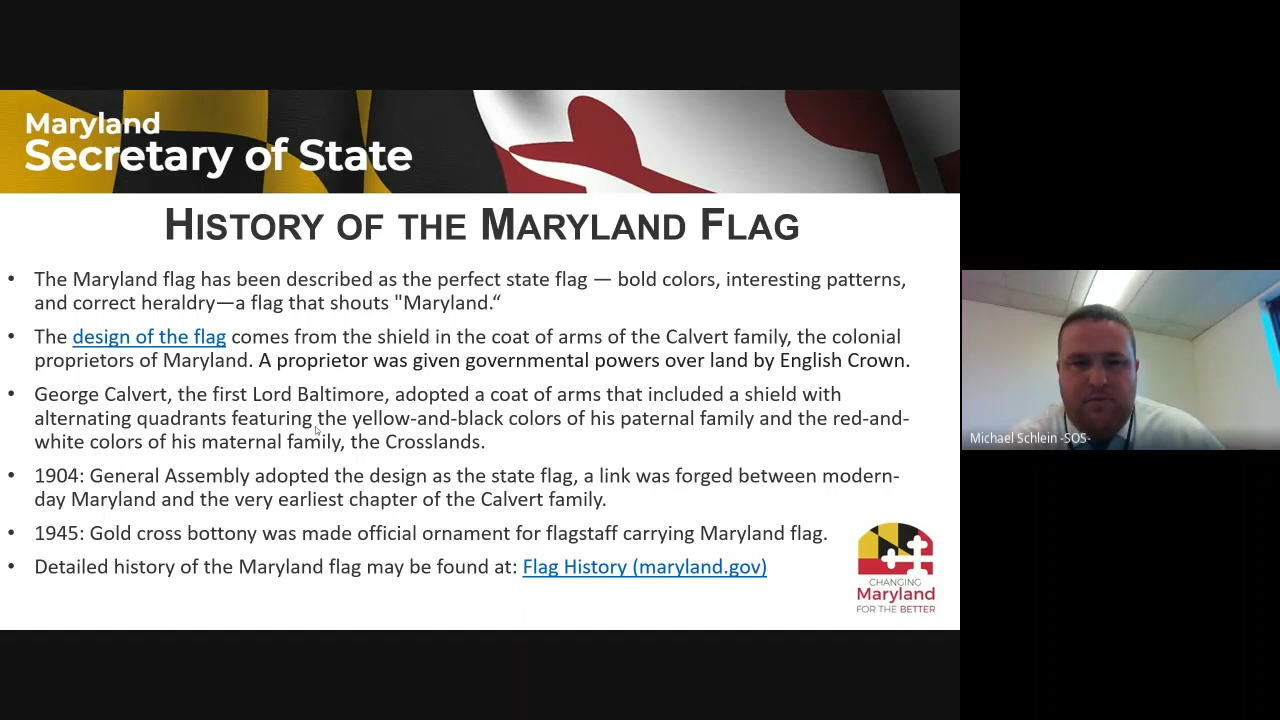 Maryland
Secretary of State
HISTORY OF THE MARYLAND FLAG
• The Maryland flag has been described as the perfect state flag — bold colors, interesting patterns,
and correct heraldry—a flag that shouts "Maryland.“
• The design of the flag comes from the shield in the coat of arms of the Calvert family, the colonial
proprietors of Maryland. A proprietor was given governmental powers over land by English Crown.
• George Calvert, the first Lord Baltimore, adopted a coat of arms that included a shield with
alternating quadrants featuring the yellow-and-black colors of his paternal family and the red-and-
white colors of his maternal family, the Crosslands.
• 1904: General Assembly adopted the design as the state flag, a link was forged between modern-
day Maryland and the very earliest chapter of the Calvert family.
• 1945: Gold cross bottony was made official ornament for flagstaff carrying Maryland flag.
• Detailed history of the Maryland flag may be found at: Flag History (maryland.gov)
CHANGING
Maryland
FOR THE BETTER
Michael Schlein -SOS-